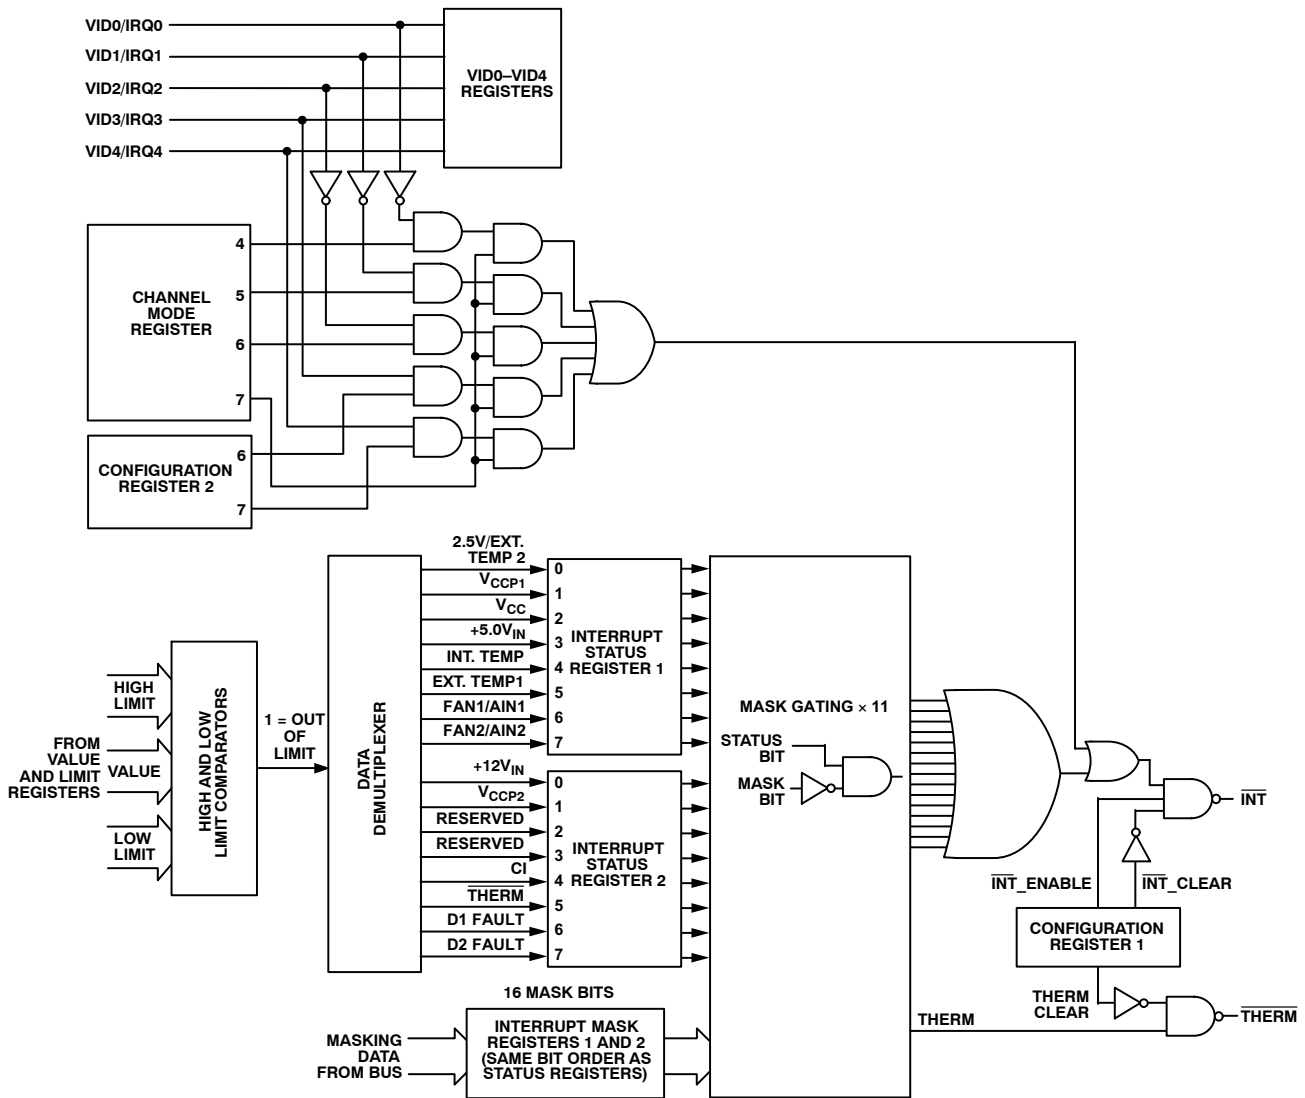 VID0/IRQ0
VID1/IRQ1
VID2/IRQ2
VID3/IRQ3
VID4/IRQ4
VID0–VID4
REGISTERS
CHANNEL
MODE
REGISTER
4
5
6
7
CONFIGURATION
REGISTER 2
6
7
2.5V/EXT.
TEMP 2
VCCP1
VCC
+5.0VIN
INT. TEMP
EXT. TEMP1
FAN1/AIN1
FAN2/AIN2
+12VIN
VCCP2
RESERVED
RESERVED
CI
THERM
D1 FAULT
D2 FAULT
0
1
2
3
4
5
6
7
INTERRUPT
STATUS
REGISTER 1
0
1
2
3
4
5
6
7
INTERRUPT
STATUS
REGISTER 2
HIGH
LIMIT
FROM
VALUE
AND LIMIT
REGISTERS
VALUE
LOW
LIMIT
HIGH AND LOW
LIMIT COMPARATORS
1 = OUT
OF
LIMIT
DATA
DEMULTIPLEXER
MASK GATING × 11
STATUS
BIT
MASK
BIT
INT
INT_ENABLE
INT_CLEAR
CONFIGURATION
REGISTER 1
THERM
CLEAR
THERM
THERM
16 MASK BITS
MASKING
DATA
FROM BUS
INTERRUPT MASK
REGISTERS 1 AND 2
(SAME BIT ORDER AS
STATUS REGISTERS)